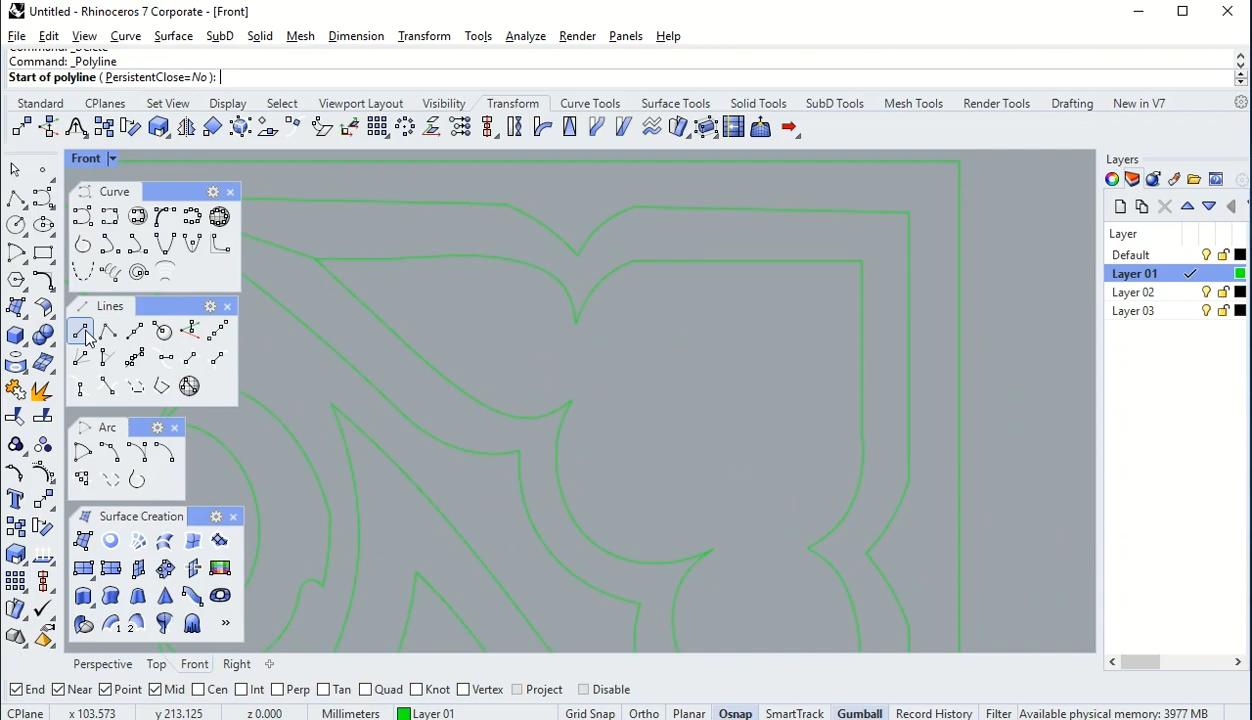 Untitled - Rhinoceros 7 Corporate - [Front]
File Edit View Curve Surface SubD Solid Mesh Dimension Transform Tools Analyze Render Panels Help
Command: _Delete
Command: _Polyline
Start of polyline ( PersistentClose=No ):
Standard CPlanes Set View Display Select Viewport Layout Visibility Transform Curve Tools Surface Tools Solid Tools SubD Tools Mesh Tools Render Tools Drafting New in V7
Front
Layers
Curve
Layer
Default
Layer 01
Layer 02
Layer 03
Lines
Arc
Surface Creation
Perspective Top Front Right
End Near Point Mid Cen Int Perp Tan Quad Knot Vertex Project Disable
CPlane x 103.573 y 213.125 z 0.000 Millimeters Layer 01 Grid Snap Ortho Planar Osnap SmartTrack Gumball Record History Filter Available physical memory: 3977 MB